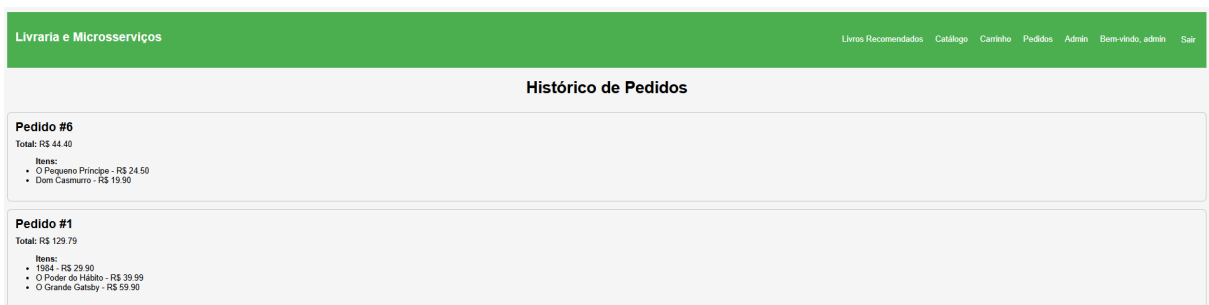 Livraria e Microsserviços
Livros Recomendados Catálogo Carrinho Pedidos Admin Bem-vindo, admin Sair
Histórico de Pedidos
Pedido #6
Total: R$ 44.40
Itens:
O Pequeno Príncipe - R$ 24.50
Dom Casmurro - R$ 19.90
Pedido #1
Total: R$ 129.79
Itens:
1984 - R$ 29.90
O Poder do Hábito - R$ 39.99
O Grande Gatsby - R$ 59.90